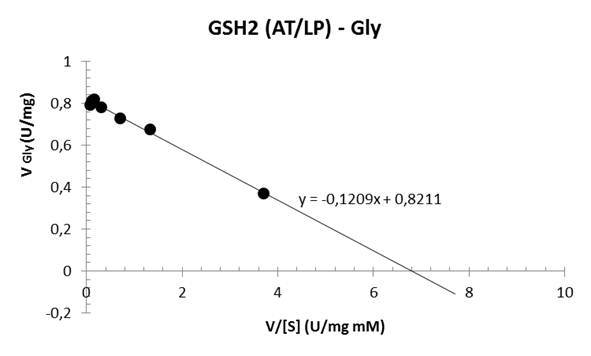 GSH2 (AT/LP) - Gly
V Gly (U/mg)
1
0,8
0,6
0,4
0,2
0
-0,2
y = -0,1209x + 0,8211
0 2 4 6 8 10
V/[S] (U/mg mM)